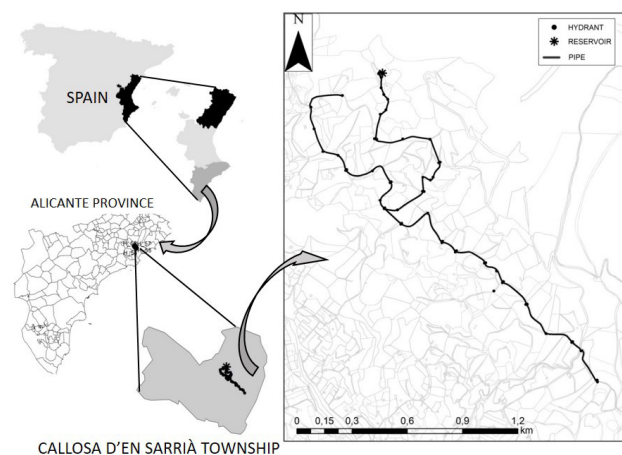 SPAIN
ALICANTE PROVINCE
CALLOSA D'EN SARRIÀ TOWNSHIP
N
HYDRANT
RESERVOIR
PIPE
0 0,15 0,3 0,6 0,9 1,2
km